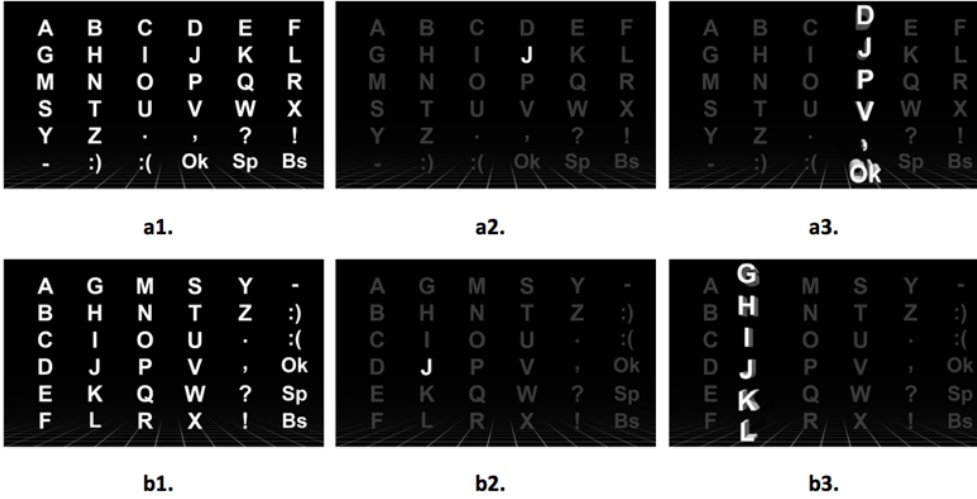 A B C D E F
G H I J K L
M N O P Q R
S T U V W X
Y Z . , ? !
- :) :( Ok Sp Bs
a1.
A B C D E F
G H I J K L
M N O P Q R
S T U V W X
Y Z . , ? !
- :) :( Ok Sp Bs
a2.
A B C D E F
G H I J K L
M N O P Q R
S T U V W X
Y Z . , ? !
- :) :( Ok Sp Bs
a3.
A G M S Y -
B H N T Z :)
C I O U . :(
D J P V , Ok
E K Q W ? Sp
F L R X ! Bs
b1.
A G M S Y -
B H N T Z :)
C I O U . :(
D J P V , Ok
E K Q W ? Sp
F L R X ! Bs
b2.
A G M S Y -
B H N T Z :)
C I O U . :(
D J P V , Ok
E K Q W ? Sp
F L R X ! Bs
b3.